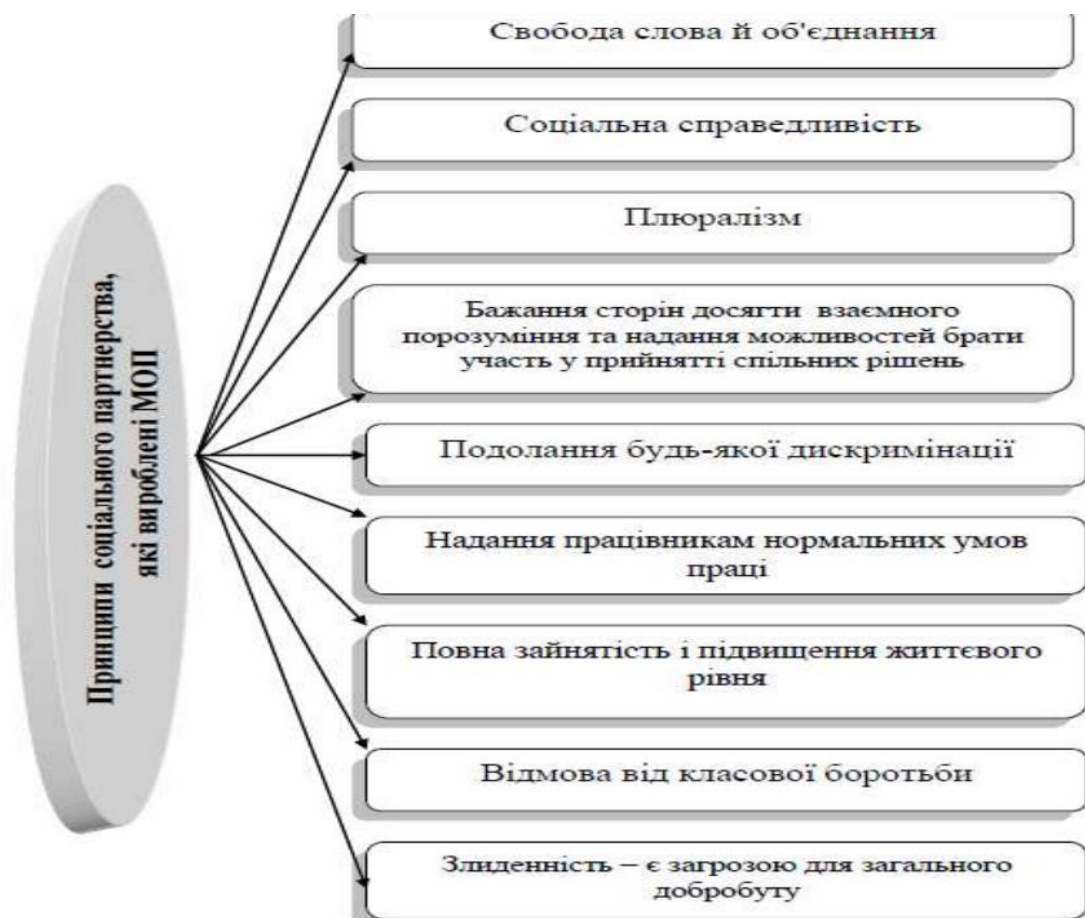 Принципи соціального партнерства,
які вироблені МОП
Свобода слова й об'єднання
Соціальна справедливість
Плюралізм
Бажання сторін досягти взаємного
порозуміння та надання можливостей брати
участь у прийнятті спільних рішень
Подолання будь-якої дискримінації
Надання працівникам нормальних умов
праці
Повна зайнятість і підвищення життєвого
рівня
Відмова від класової боротьби
Злиденність – є загрозою для загального
добробуту